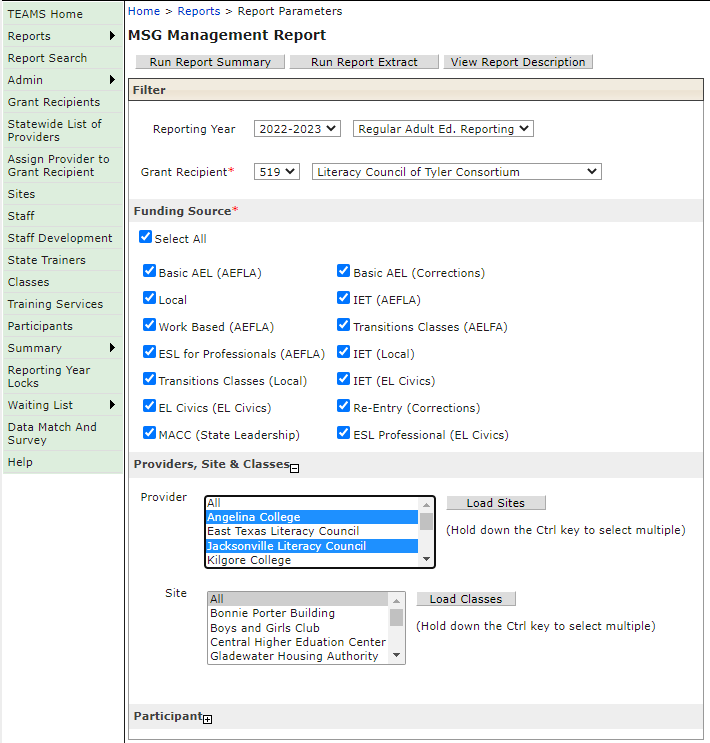 TEAMS Home
Reports
Report Search
Admin
Grant Recipients
Statewide List of
Providers
Assign Provider to
Grant Recipient
Sites
Staff
Staff Development
State Trainers
Classes
Training Services
Participants
Summary
Reporting Year
Locks
Waiting List
Data Match And
Survey
Help
Home > Reports > Report Parameters
MSG Management Report
Run Report Summary Run Report Extract View Report Description
Filter
Reporting Year 2022-2023 Regular Adult Ed. Reporting
Grant Recipient* 519 Literacy Council of Tyler Consortium
Funding Source*
Select All
Basic AEL (AEFLA) Basic AEL (Corrections)
Local IET (AEFLA)
Work Based (AEFLA) Transitions Classes (AELFA)
ESL for Professionals (AEFLA) IET (Local)
Transitions Classes (Local) IET (EL Civics)
EL Civics (EL Civics) Re-Entry (Corrections)
MACC (State Leadership) ESL Professional (EL Civics)
Providers, Site & Classes
Provider All Load Sites
Angelina College
East Texas Literacy Council (Hold down the Ctrl key to select multiple)
Jacksonville Literacy Council
Kilgore College
Site All Load Classes
Bonnie Porter Building
Boys and Girls Club (Hold down the Ctrl key to select multiple)
Central Higher Eduation Center
Gladewater Housing Authority
Participant